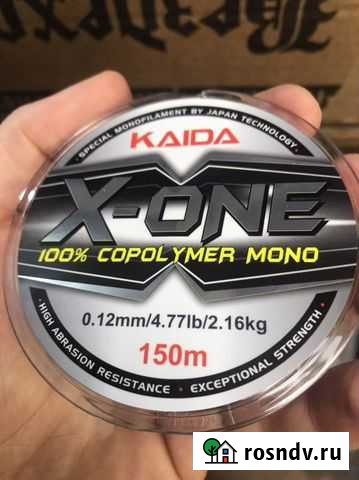 SPECIAL MONOFILAMENT BY JAPAN TECHNOLOGY
KAIDA
X-ONE
100% COPOLYMER MONO
0.12mm/4.77lb/2.16kg
150m
· HIGH ABRASION RESISTANCE · EXCEPTIONAL STRENGTH ·
rosndv.ru